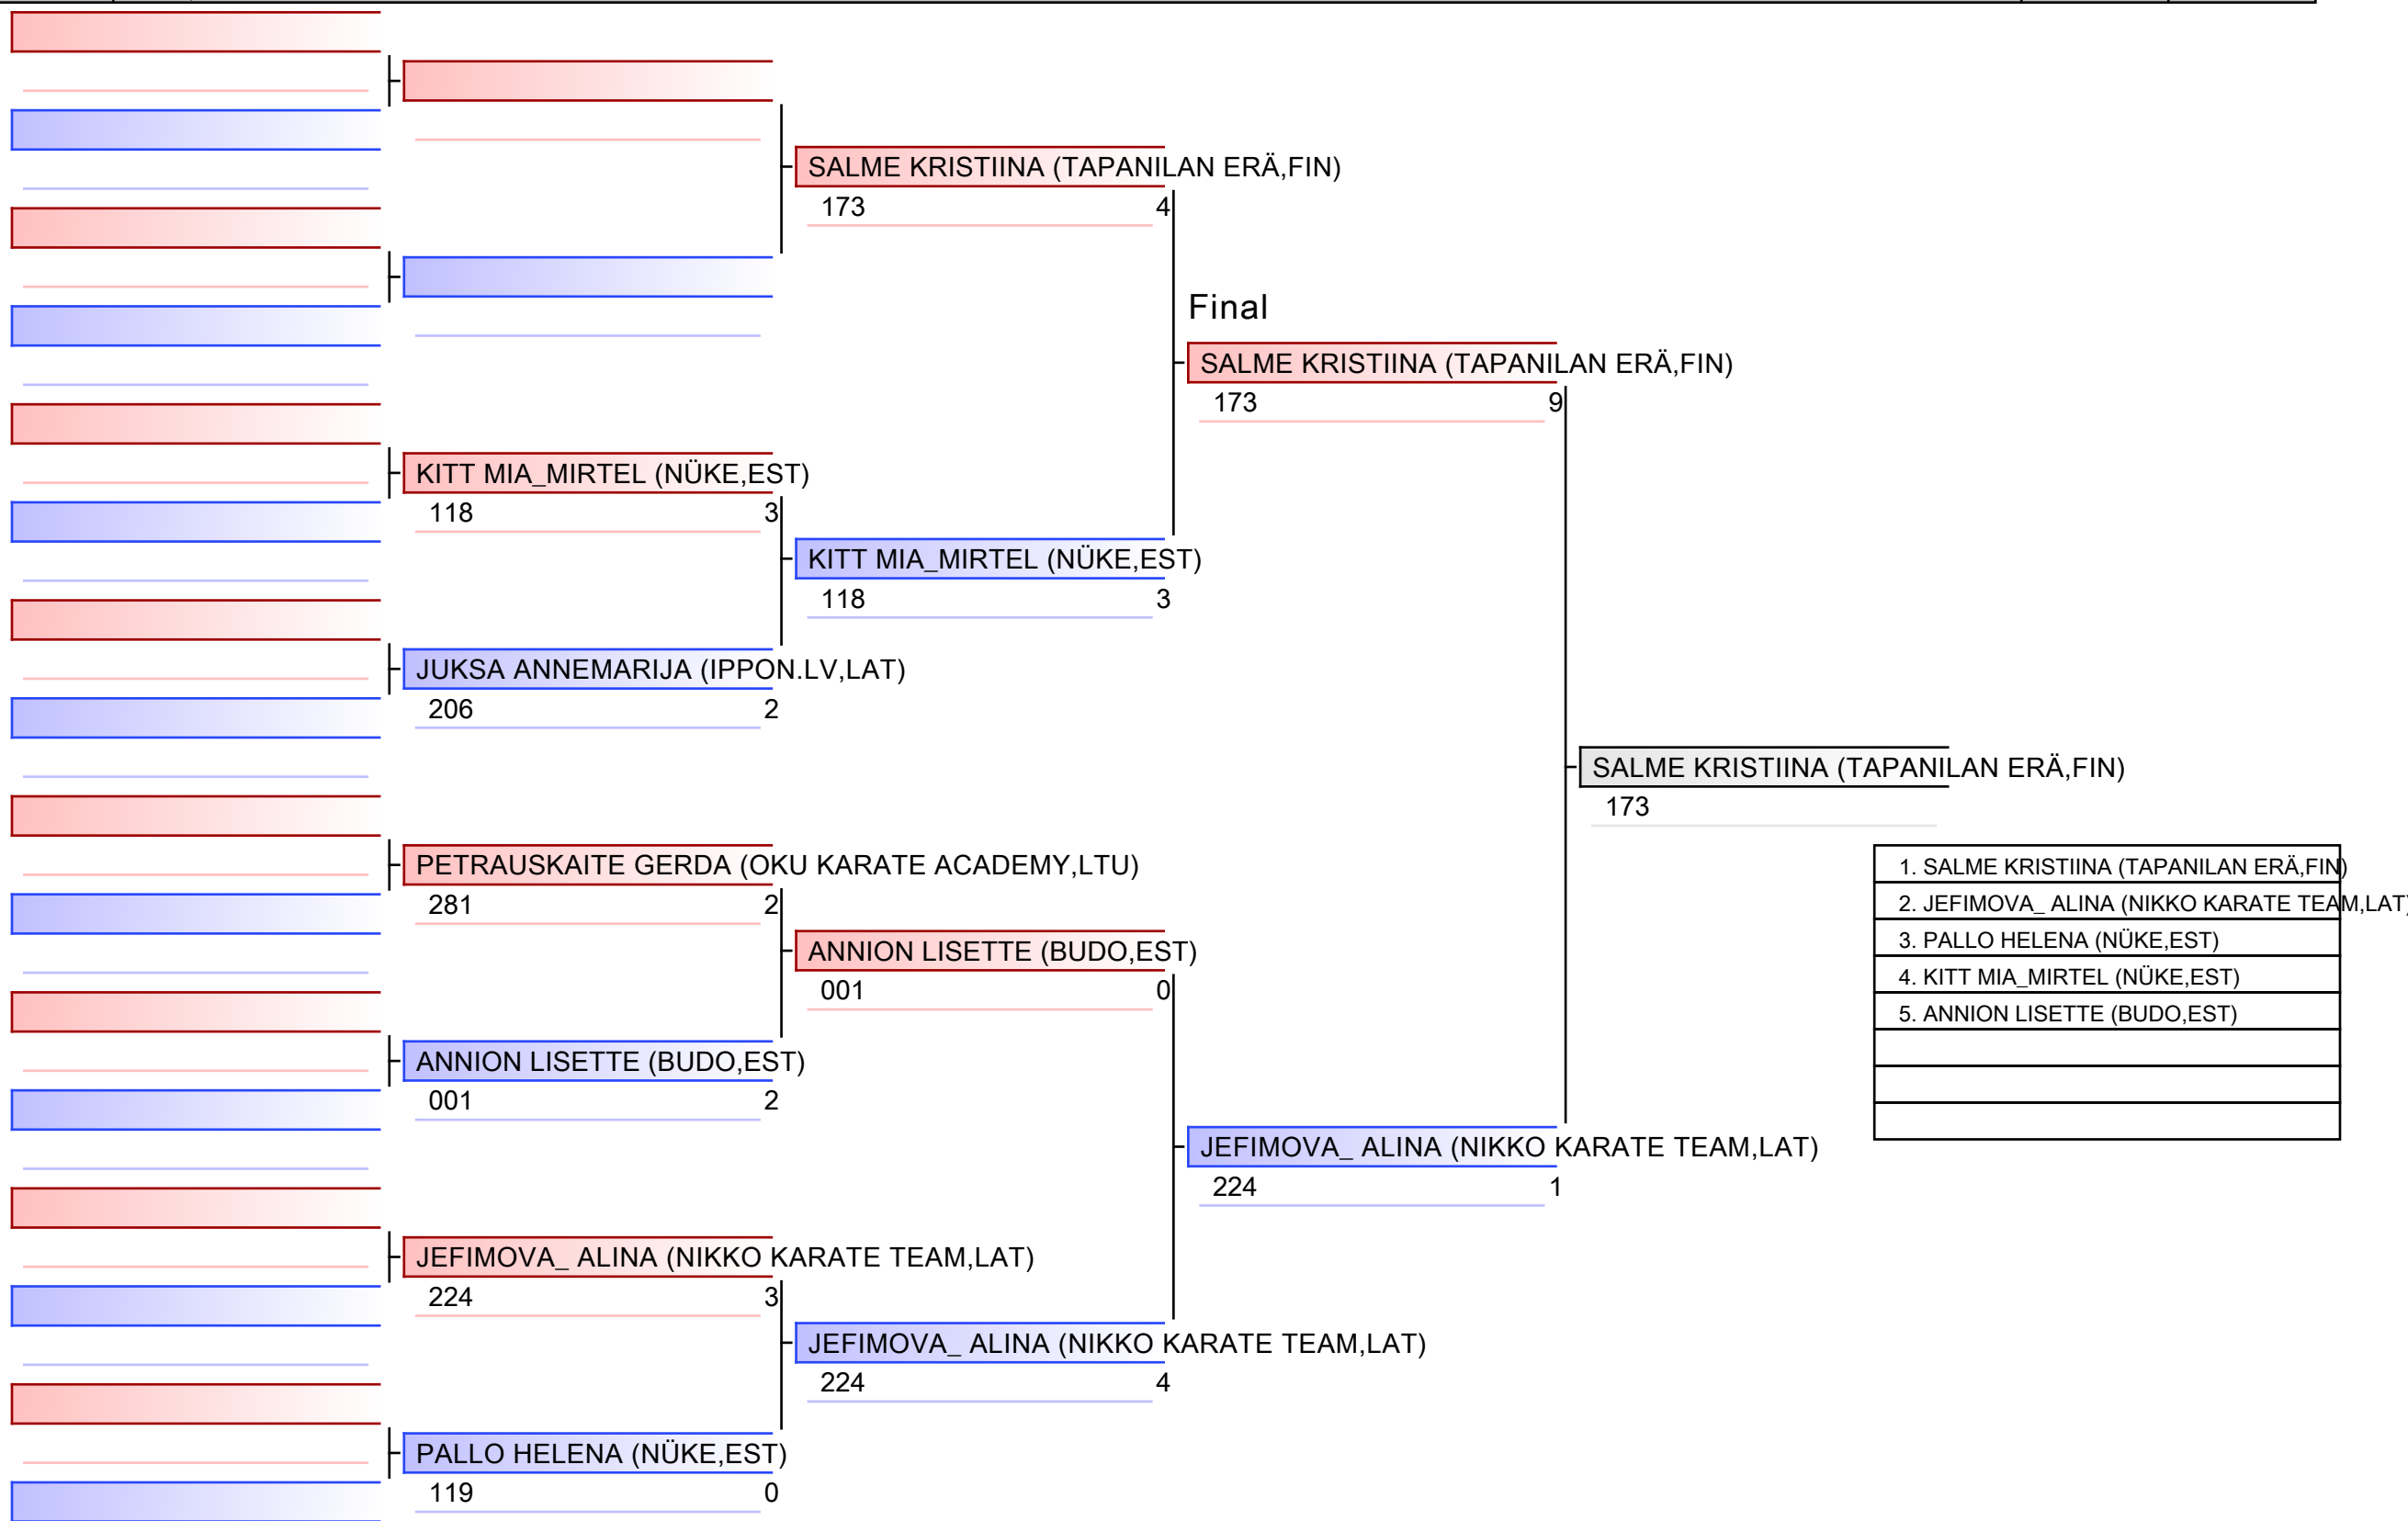 SALME KRISTIINA (TAPANILAN ERÄ,FIN)
173 4
Final
SALME KRISTIINA (TAPANILAN ERÄ,FIN)
173 9
KITT MIA_MIRTEL (NÜKE,EST)
118 3
KITT MIA_MIRTEL (NÜKE,EST)
118 3
JUKSA ANNEMARIJA (IPPON.LV,LAT)
206 2
SALME KRISTIINA (TAPANILAN ERÄ,FIN)
173
PETRAUSKAITE GERDA (OKU KARATE ACADEMY,LTU)
281 2
ANNION LISETTE (BUDO,EST)
001 0
ANNION LISETTE (BUDO,EST)
001 2
JEFIMOVA_ ALINA (NIKKO KARATE TEAM,LAT)
224 1
JEFIMOVA_ ALINA (NIKKO KARATE TEAM,LAT)
224 3
JEFIMOVA_ ALINA (NIKKO KARATE TEAM,LAT)
224 4
PALLO HELENA (NÜKE,EST)
119 0
1. SALME KRISTIINA (TAPANILAN ERÄ,FIN)
2. JEFIMOVA_ ALINA (NIKKO KARATE TEAM,LAT)
3. PALLO HELENA (NÜKE,EST)
4. KITT MIA_MIRTEL (NÜKE,EST)
5. ANNION LISETTE (BUDO,EST)